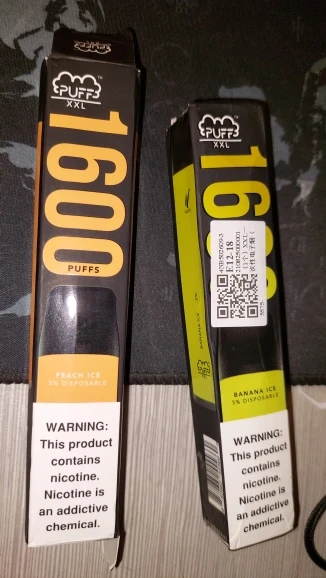 PUFF
XXL
1600
PUFFS
PEACH ICE
5% DISPOSABLE
WARNING:
This product
contains
nicotine.
Nicotine is
an addictive
chemical.
PUFF
XXL
E12-18
BANANA ICE
5% DISPOSABLE
WARNING:
This product
contains
nicotine.
Nicotine is
an addictive
chemical.